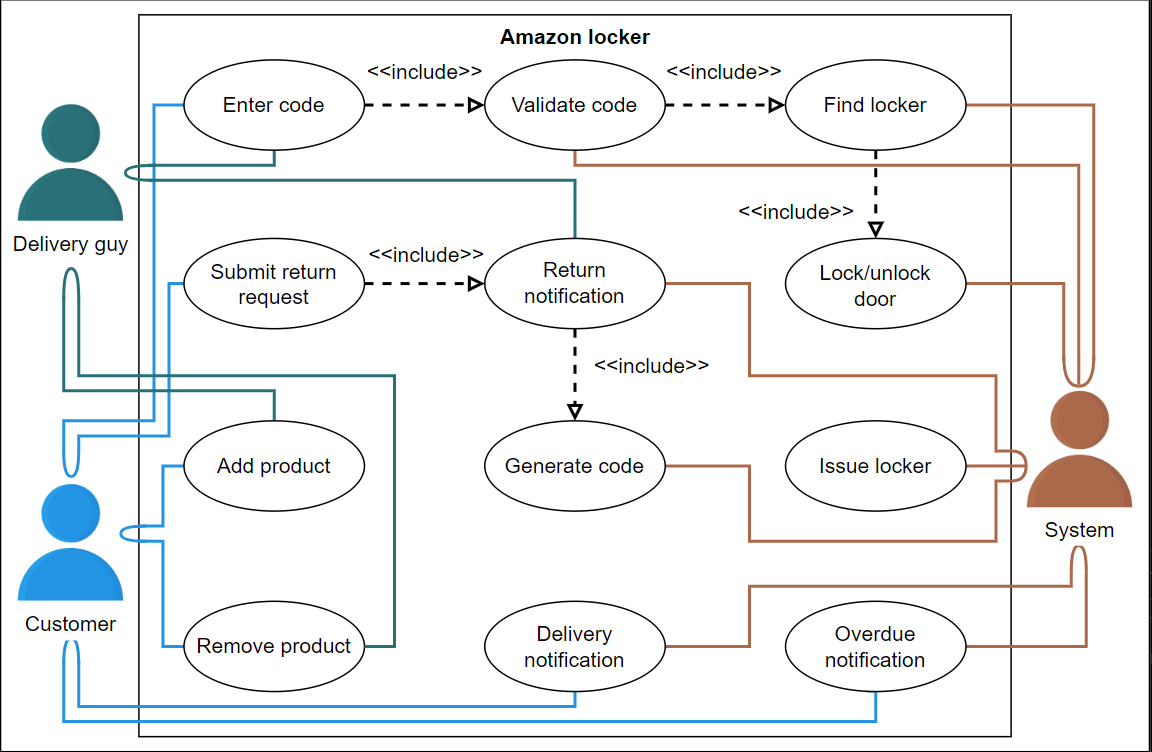 Amazon locker
<<include>>
<<include>>
Enter code
Validate code
Find locker
Delivery guy
<<include>>
<<include>>
Submit return
request
Return
notification
Lock/unlock
door
<<include>>
Add product
Generate code
Issue locker
System
Customer
Remove product
Delivery
notification
Overdue
notification